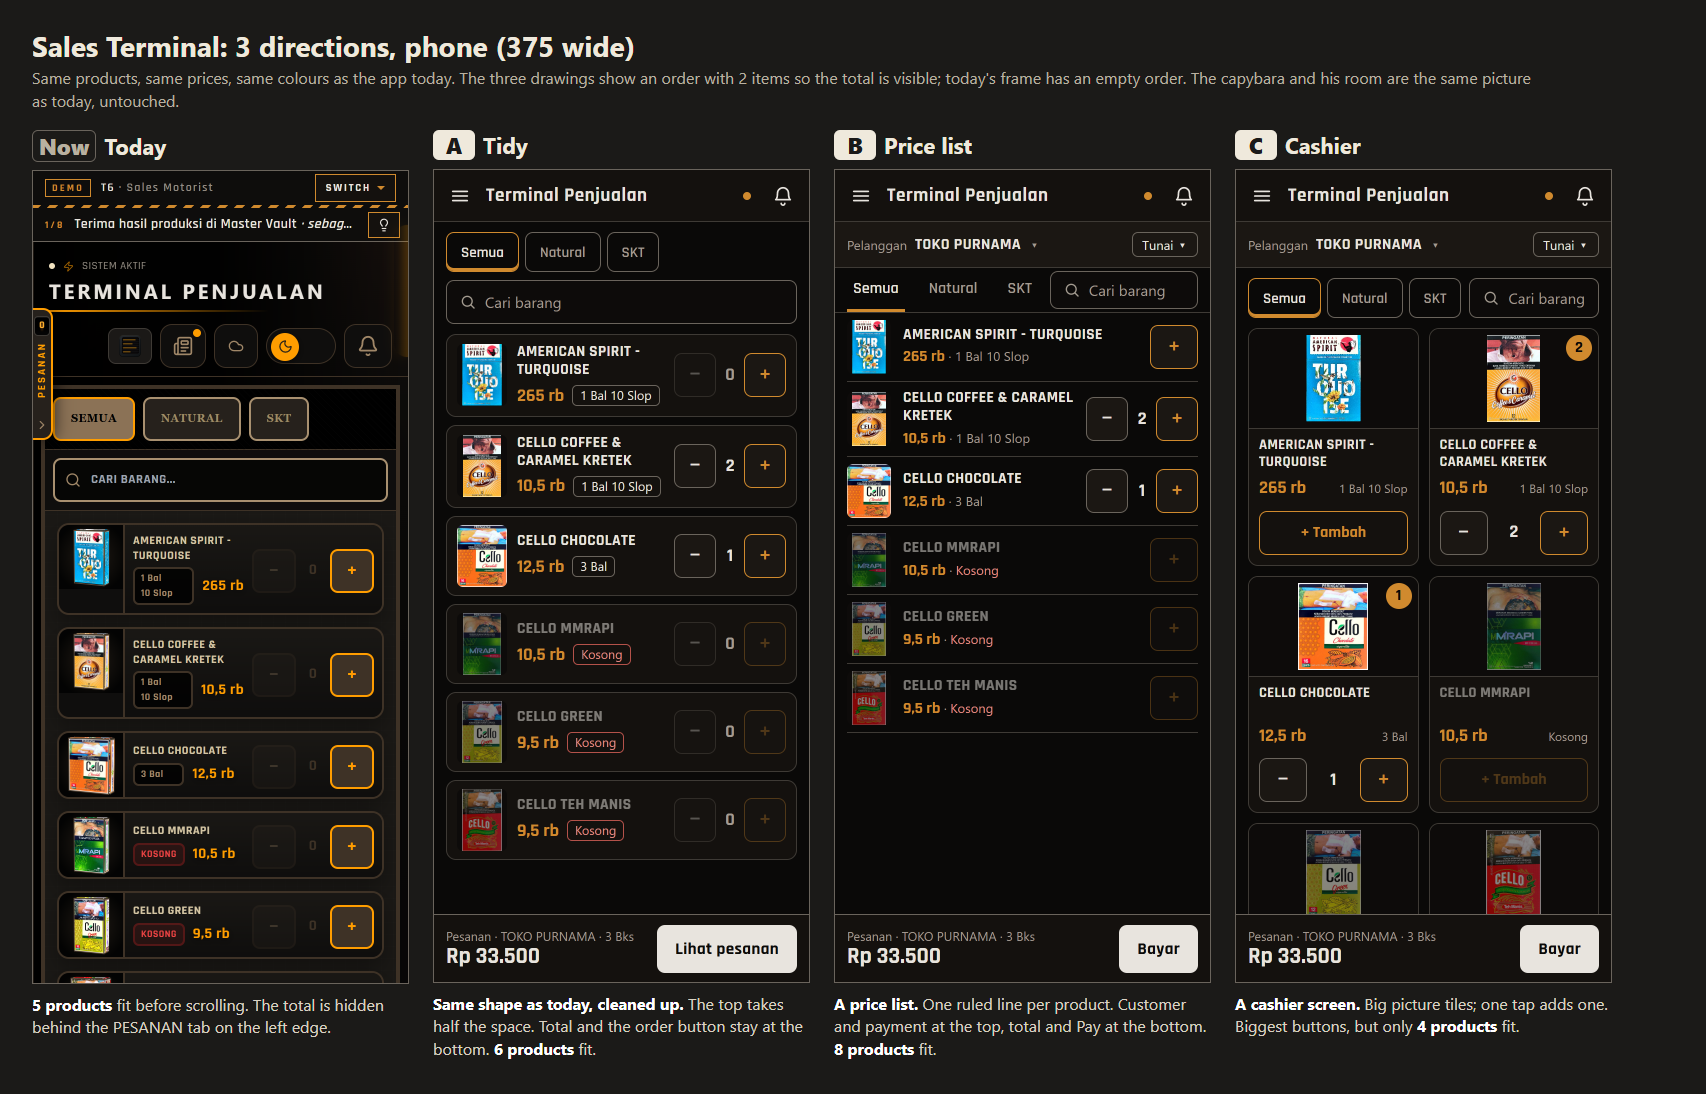 Sales Terminal: 3 directions, phone (375 wide)
Same products, same prices, same colours as the app today. The three drawings show an order with 2 items so the total is visible; today's frame has an empty order. The capybara and his room are the same picture
as today, untouched.
Now Today
DEMO T6 · Sales Motorist SWITCH
1/8 Terima hasil produksi di Master Vault · sebag...
SISTEM AKTIF
TERMINAL PENJUALAN
0
PESANAN
SEMUA NATURAL SKT
CARI BARANG...
AMERICAN SPIRIT -
TURQUOISE
1 Bal
10 Slop
265 rb
− 0 +
CELLO COFFEE &
CARAMEL KRETEK
1 Bal
10 Slop
10,5 rb
− 0 +
CELLO CHOCOLATE
3 Bal 12,5 rb
− 0 +
CELLO MMRAPI
KOSONG 10,5 rb
− 0 +
CELLO GREEN
KOSONG 9,5 rb
− 0 +
5 products fit before scrolling. The total is hidden
behind the PESANAN tab on the left edge.
A Tidy
Terminal Penjualan
Semua Natural SKT
Cari barang
AMERICAN SPIRIT -
TURQUOISE
265 rb 1 Bal 10 Slop
− 0 +
CELLO COFFEE &
CARAMEL KRETEK
10,5 rb 1 Bal 10 Slop
− 2 +
CELLO CHOCOLATE
12,5 rb 3 Bal
− 1 +
CELLO MMRAPI
10,5 rb Kosong
− 0 +
CELLO GREEN
9,5 rb Kosong
− 0 +
CELLO TEH MANIS
9,5 rb Kosong
− 0 +
Pesanan · TOKO PURNAMA · 3 Bks
Rp 33.500
Lihat pesanan
Same shape as today, cleaned up. The top takes
half the space. Total and the order button stay at the
bottom. 6 products fit.
B Price list
Terminal Penjualan
Pelanggan TOKO PURNAMA Tunai
Semua Natural SKT Cari barang
AMERICAN SPIRIT - TURQUOISE
265 rb · 1 Bal 10 Slop
+
CELLO COFFEE & CARAMEL
KRETEK
10,5 rb · 1 Bal 10 Slop
− 2 +
CELLO CHOCOLATE
12,5 rb · 3 Bal
− 1 +
CELLO MMRAPI
10,5 rb · Kosong
+
CELLO GREEN
9,5 rb · Kosong
+
CELLO TEH MANIS
9,5 rb · Kosong
+
Pesanan · TOKO PURNAMA · 3 Bks
Rp 33.500
Bayar
A price list. One ruled line per product. Customer
and payment at the top, total and Pay at the bottom.
8 products fit.
C Cashier
Terminal Penjualan
Pelanggan TOKO PURNAMA Tunai
Semua Natural SKT Cari barang
AMERICAN SPIRIT -
TURQUOISE
265 rb 1 Bal 10 Slop
+ Tambah
2
CELLO COFFEE &
CARAMEL KRETEK
10,5 rb 1 Bal 10 Slop
− 2 +
1
CELLO CHOCOLATE
12,5 rb 3 Bal
− 1 +
CELLO MMRAPI
10,5 rb Kosong
+ Tambah
Pesanan · TOKO PURNAMA · 3 Bks
Rp 33.500
Bayar
A cashier screen. Big picture tiles; one tap adds one.
Biggest buttons, but only 4 products fit.